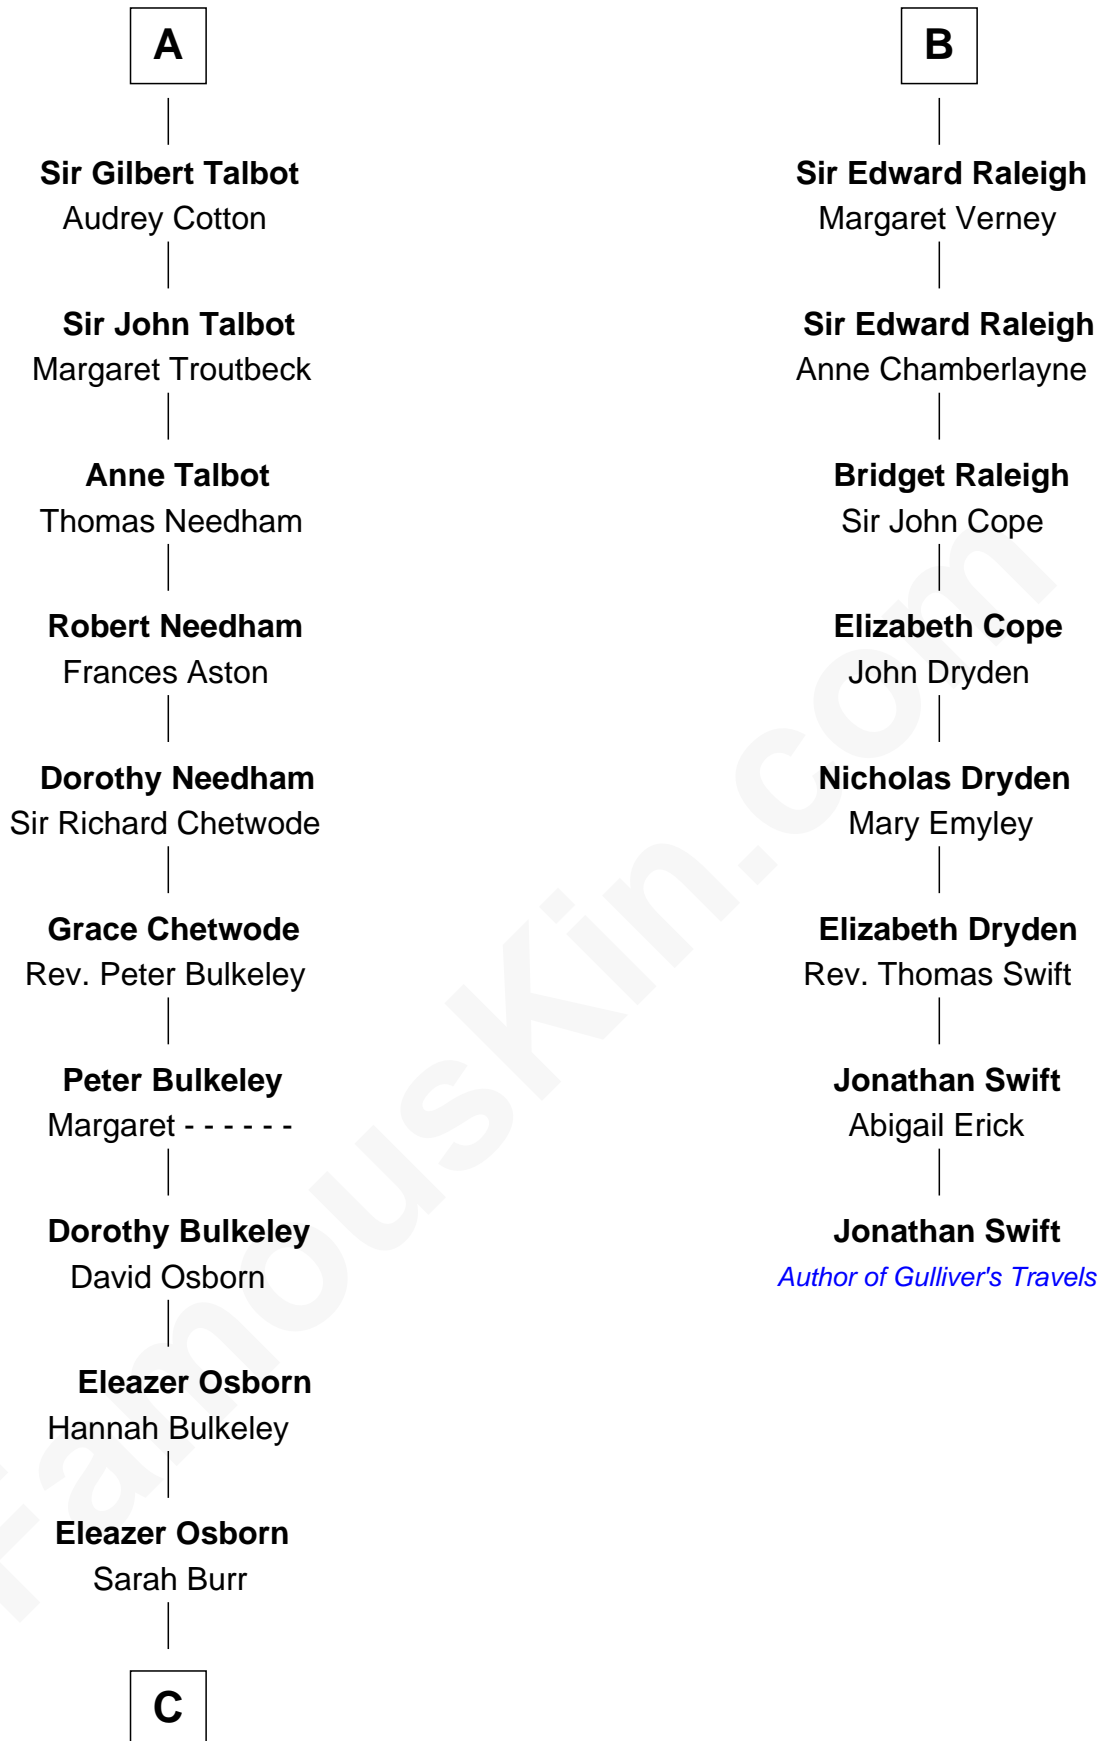 A
Sir Gilbert Talbot
Audrey Cotton
Sir John Talbot
Margaret Troutbeck
Anne Talbot
Thomas Needham
Robert Needham
Frances Aston
Dorothy Needham
Sir Richard Chetwode
Grace Chetwode
Rev. Peter Bulkeley
Peter Bulkeley
Margaret - - - - - -
Dorothy Bulkeley
David Osborn
Eleazer Osborn
Hannah Bulkeley
Eleazer Osborn
Sarah Burr
C
B
Sir Edward Raleigh
Margaret Verney
Sir Edward Raleigh
Anne Chamberlayne
Bridget Raleigh
Sir John Cope
Elizabeth Cope
John Dryden
Nicholas Dryden
Mary Emyley
Elizabeth Dryden
Rev. Thomas Swift
Jonathan Swift
Abigail Erick
Jonathan Swift
Author of Gulliver's Travels
FamousKin.com